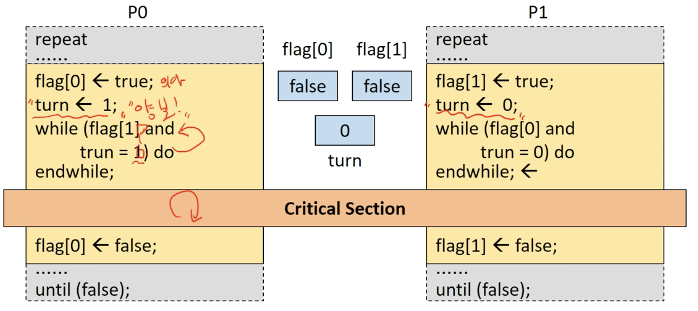 P0
repeat
......
flag[0] ← true; 의사
"turn ← 1; "양보!"
while (flag[1] and
trun = 1) do
endwhile;
flag[0] flag[1]
false false
0
turn
P1
repeat
......
flag[1] ← true;
"turn ← 0;"
while (flag[0] and
trun = 0) do
endwhile; ←
Critical Section
flag[0] ← false;
......
until (false);
flag[1] ← false;
......
until (false);